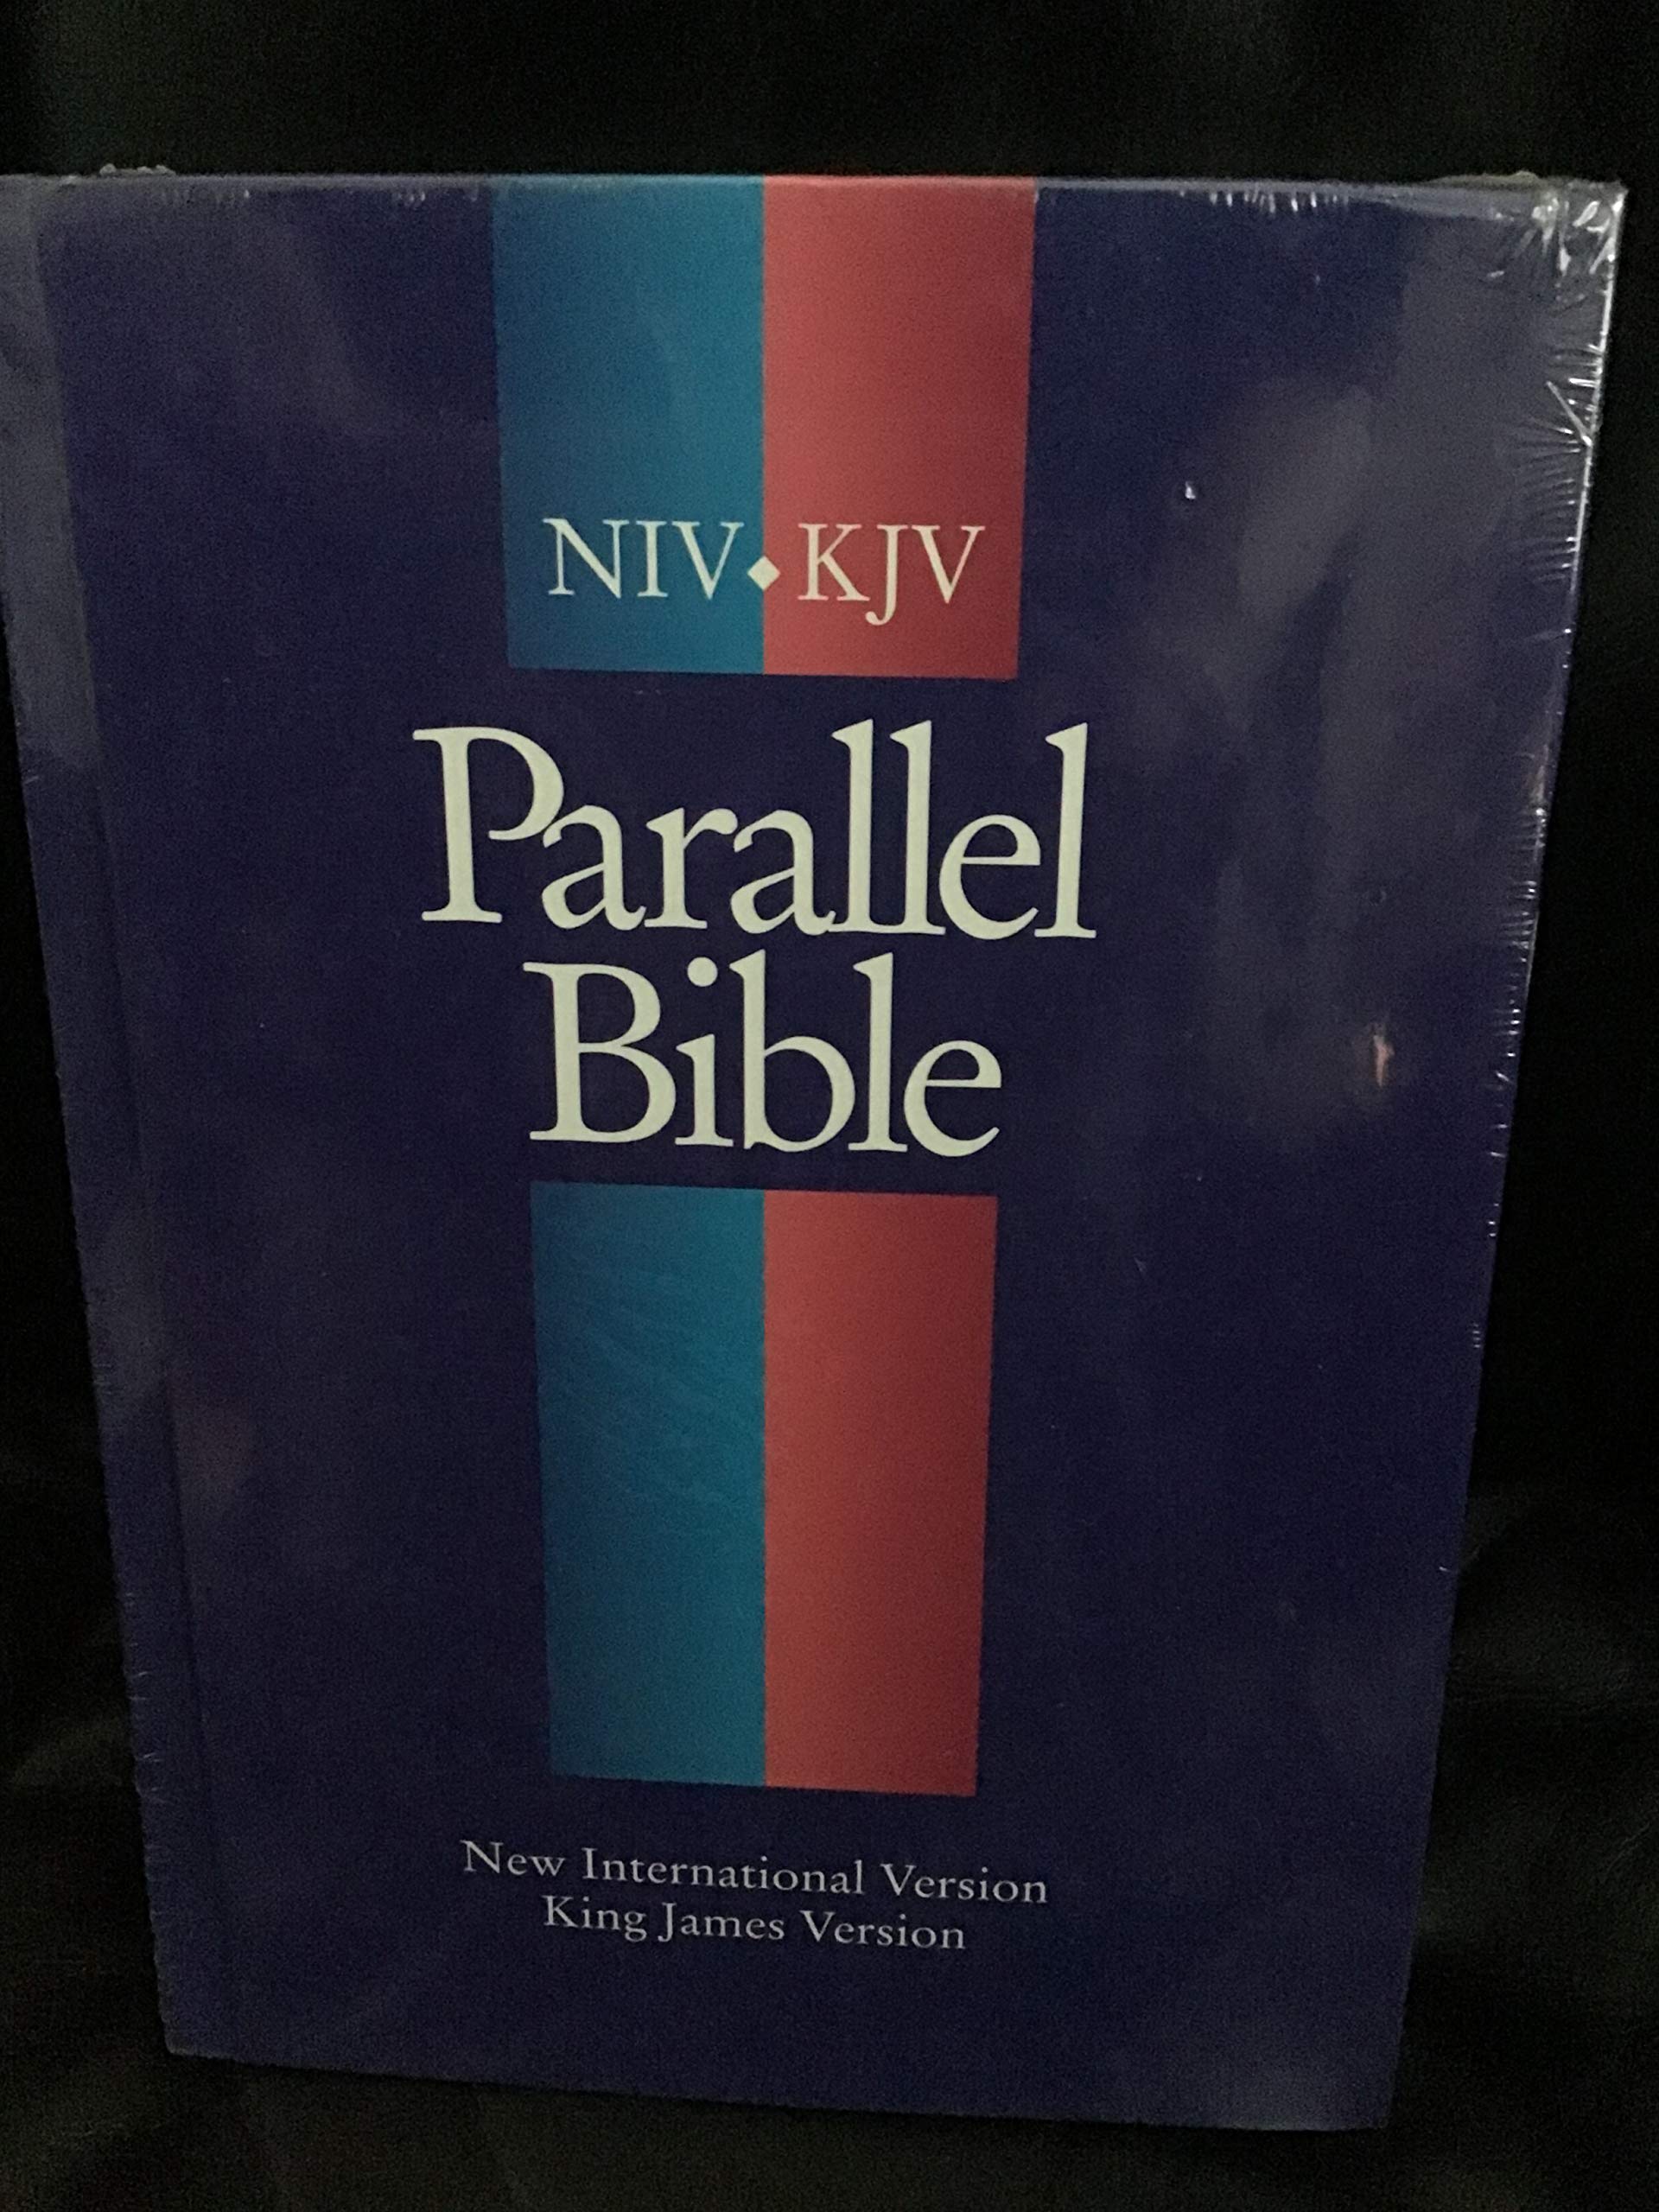 NIV◆KJV
Parallel
Bible
New International Version
King James Version